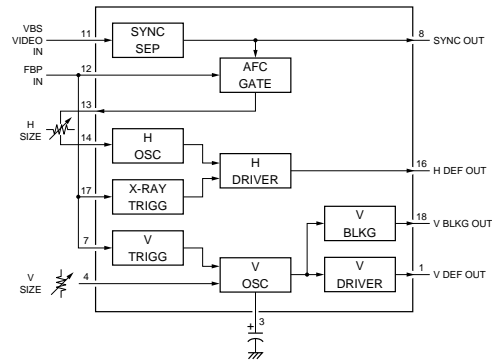 VBS
VIDEO
IN
11
SYNC
SEP
8
SYNC OUT
FBP
IN
12
AFC
GATE
13
H
SIZE
14
H
OSC
H
DRIVER
16
H DEF OUT
17
X-RAY
TRIGG
18
V BLKG OUT
V
BLKG
7
V
TRIGG
V
SIZE
4
V
OSC
V
DRIVER
1
V DEF OUT
+
3